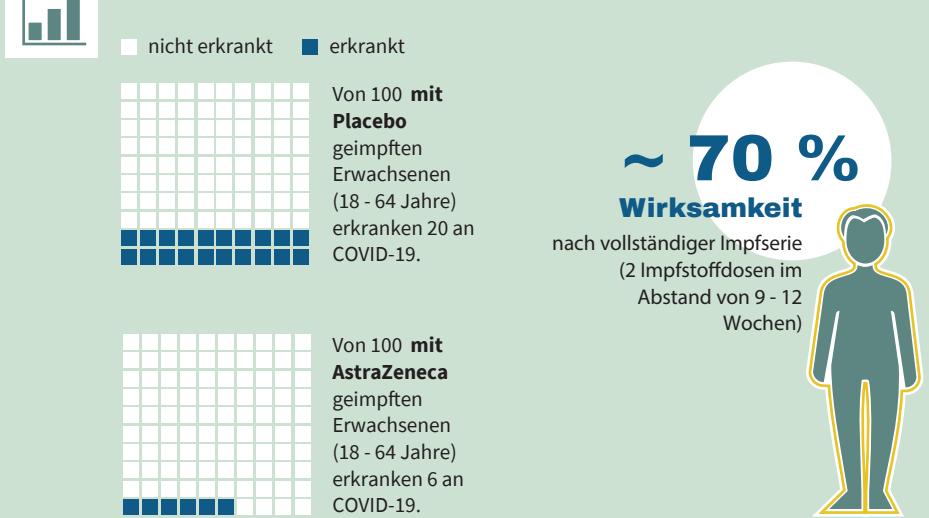 nicht erkrankt erkrankt
Von 100 mit
Placebo
geimpften
Erwachsenen
(18 - 64 Jahre)
erkranken 20 an
COVID-19.
~ 70 %
Wirksamkeit
nach vollständiger Impfserie
(2 Impfstoffdosen im
Abstand von 9 - 12
Wochen)
Von 100 mit
AstraZeneca
geimpften
Erwachsenen
(18 - 64 Jahre)
erkranken 6 an
COVID-19.